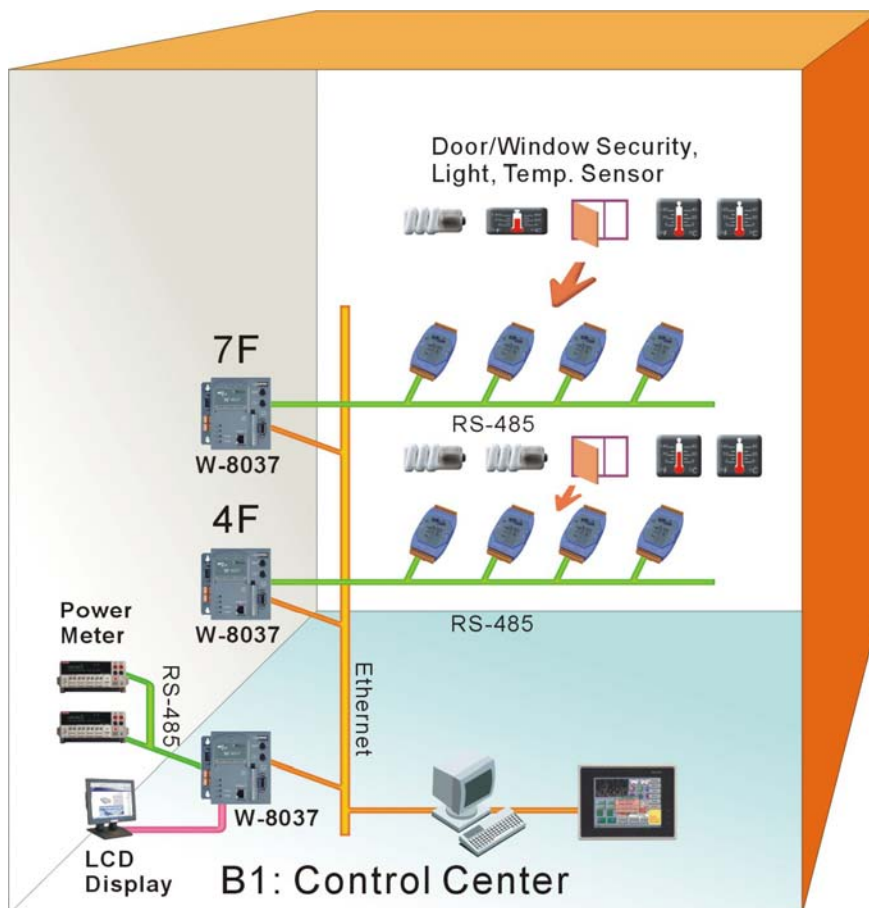 Door/Window Security,
Light, Temp. Sensor
7F
W-8037
RS-485
4F
W-8037
RS-485
Power
Meter
RS-485
Ethernet
W-8037
LCD
Display
B1: Control Center